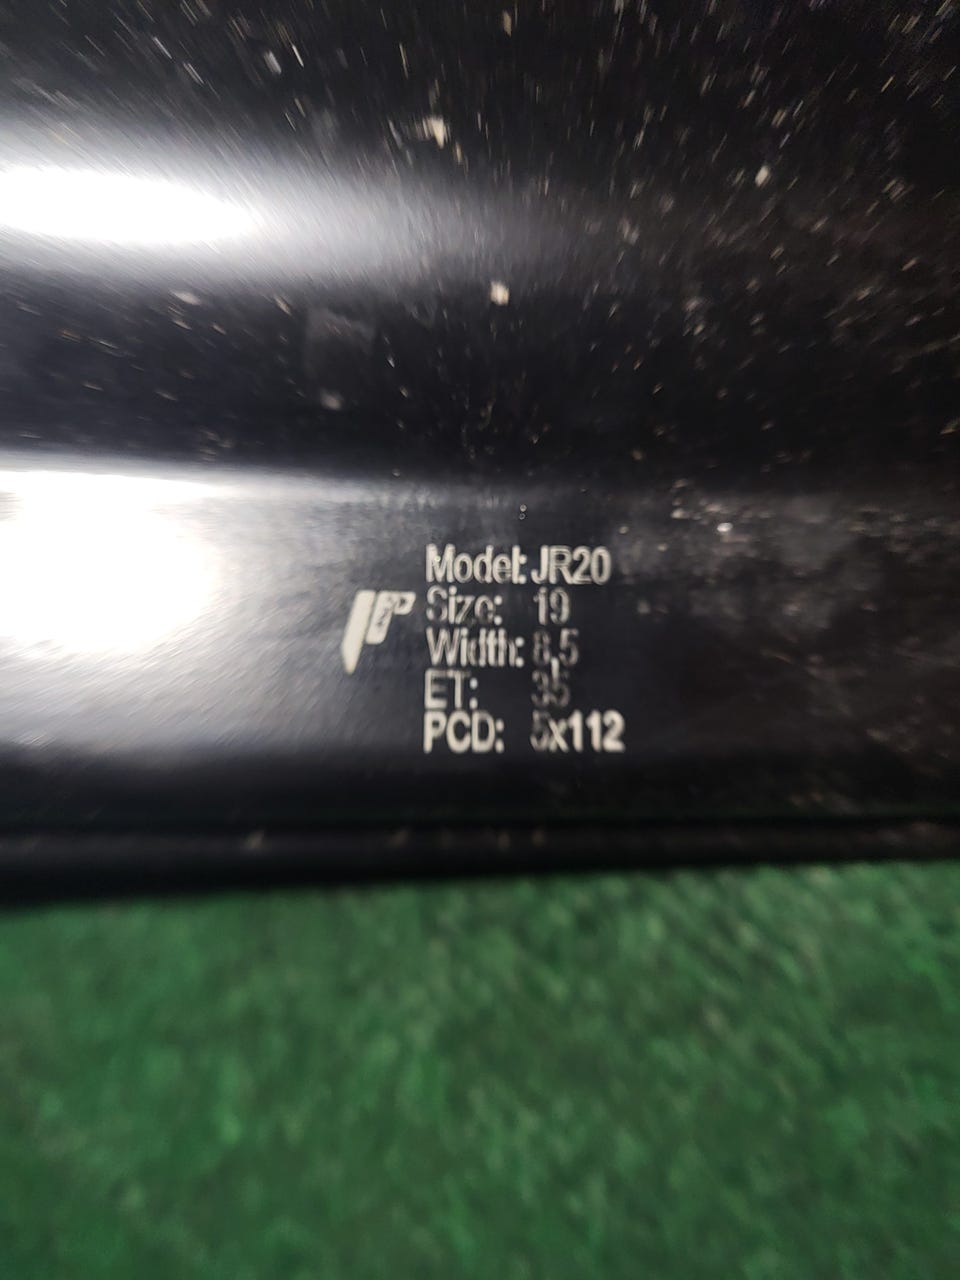 Model: JR20
Size: 19
Width: 8,5
ET: 35
PCD: 5x112